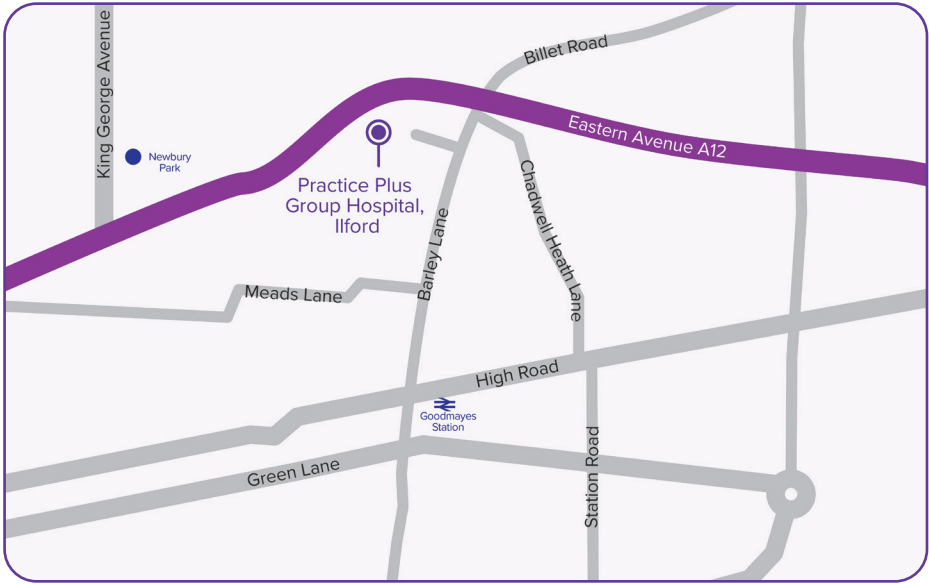 King George Avenue
Billet Road
Eastern Avenue A12
Newbury
Park
Practice Plus
Group Hospital,
Ilford
Chadwell Heath Lane
Barley Lane
Meads Lane
High Road
Goodmayes
Station
Green Lane
Station Road